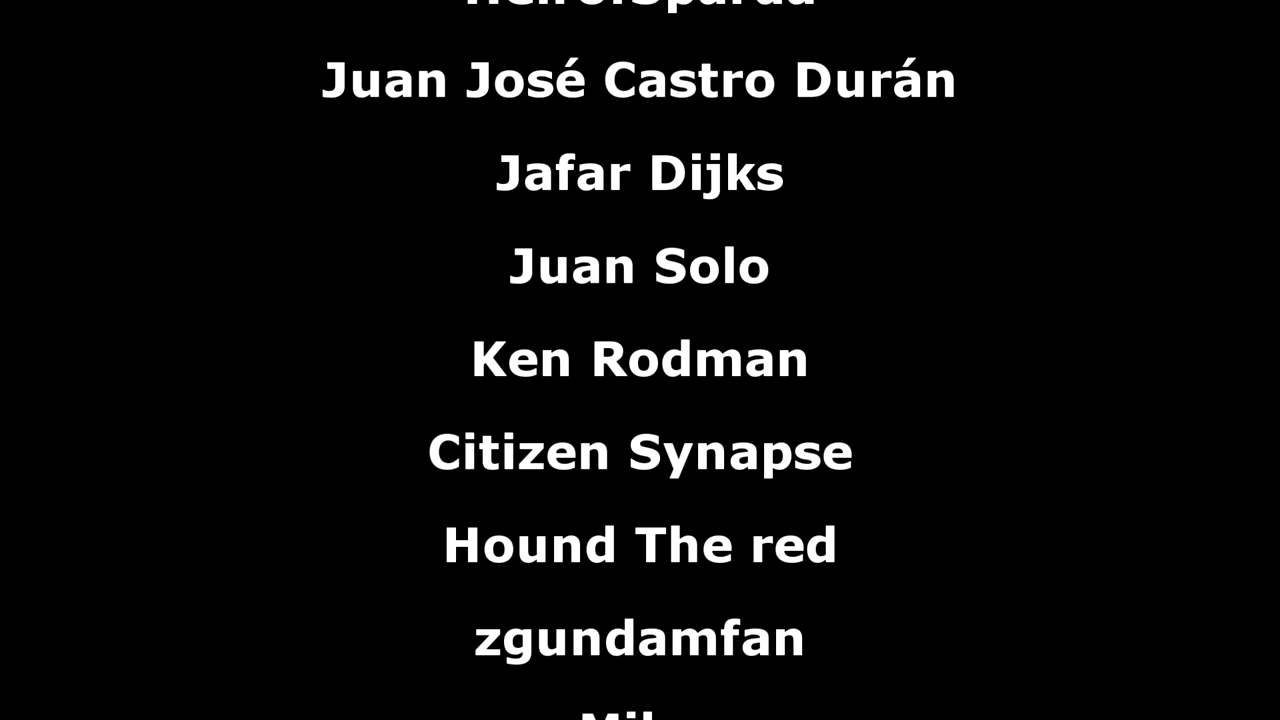 Juan José Castro Durán
Jafar Dijks
Juan Solo
Ken Rodman
Citizen Synapse
Hound The red
zgundamfan